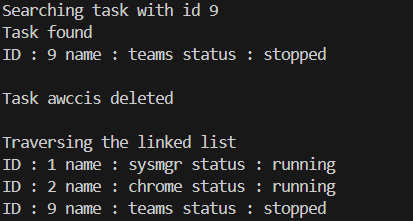 Searching task with id 9
Task found
ID : 9 name : teams status : stopped
Task awccis deleted
Traversing the linked list
ID : 1 name : sysmgr status : running
ID : 2 name : chrome status : running
ID : 9 name : teams status : stopped